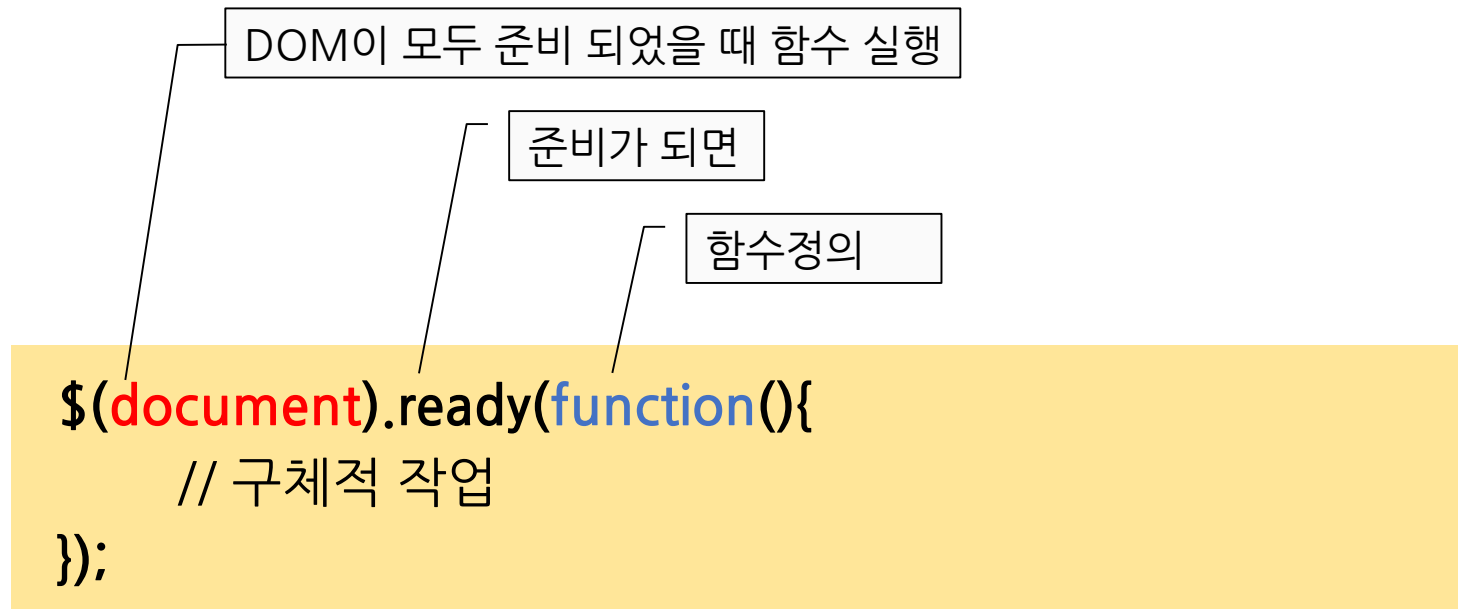 DOM이 모두 준비 되었을 때 함수 실행
준비가 되면
함수정의
$(document).ready(function(){
// 구체적 작업
});